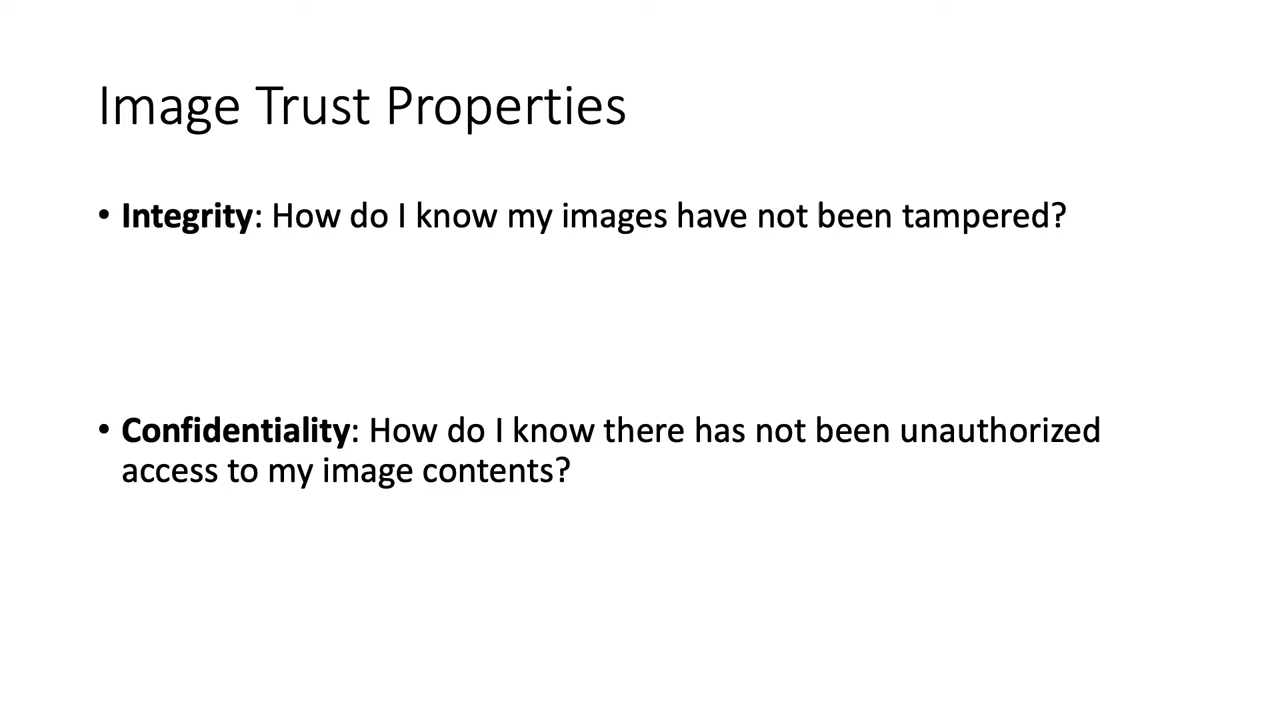 Image Trust Properties
• Integrity: How do I know my images have not been tampered?
• Confidentiality: How do I know there has not been unauthorized
access to my image contents?